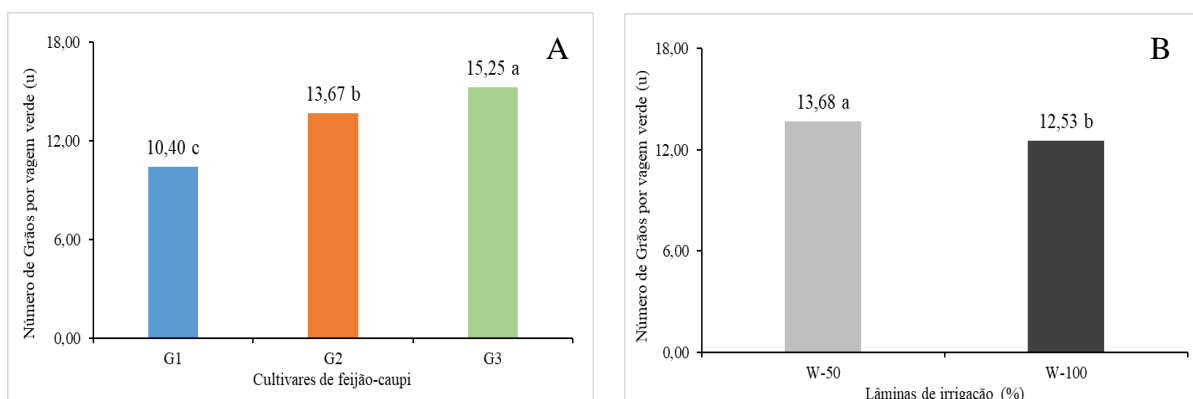 A
Número de Grãos por vagem verde (u)
18,00
12,00
6,00
0,00
10,40 c
13,67 b
15,25 a
G1
G2
G3
Cultivares de feijão-caupi
B
Número de Grãos por vagem verde (u)
18,00
12,00
6,00
0,00
13,68 a
12,53 b
W-50
W-100
Lâminas de irrigação (%)